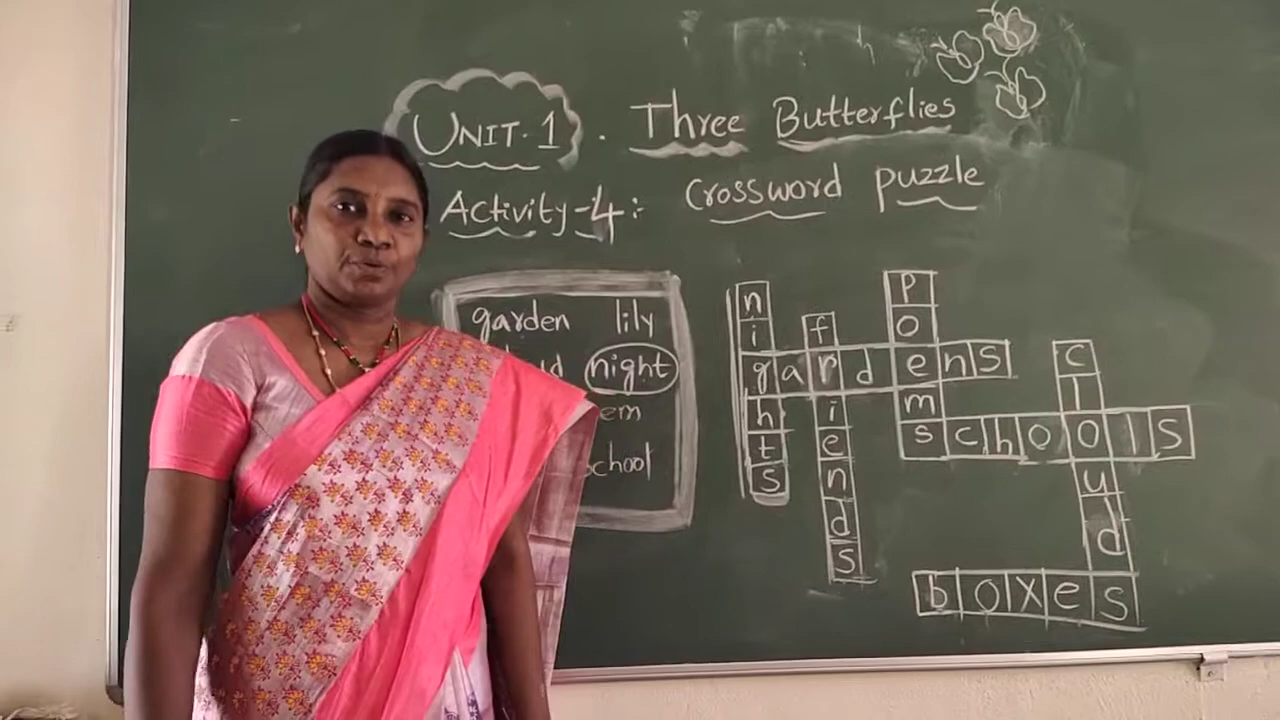 UNIT-1. Three Butterflies
Activity-4:- Crossword puzzle
garden lily
night
em
school
nights
friends
poems
gardens
clouds
schools
boxes